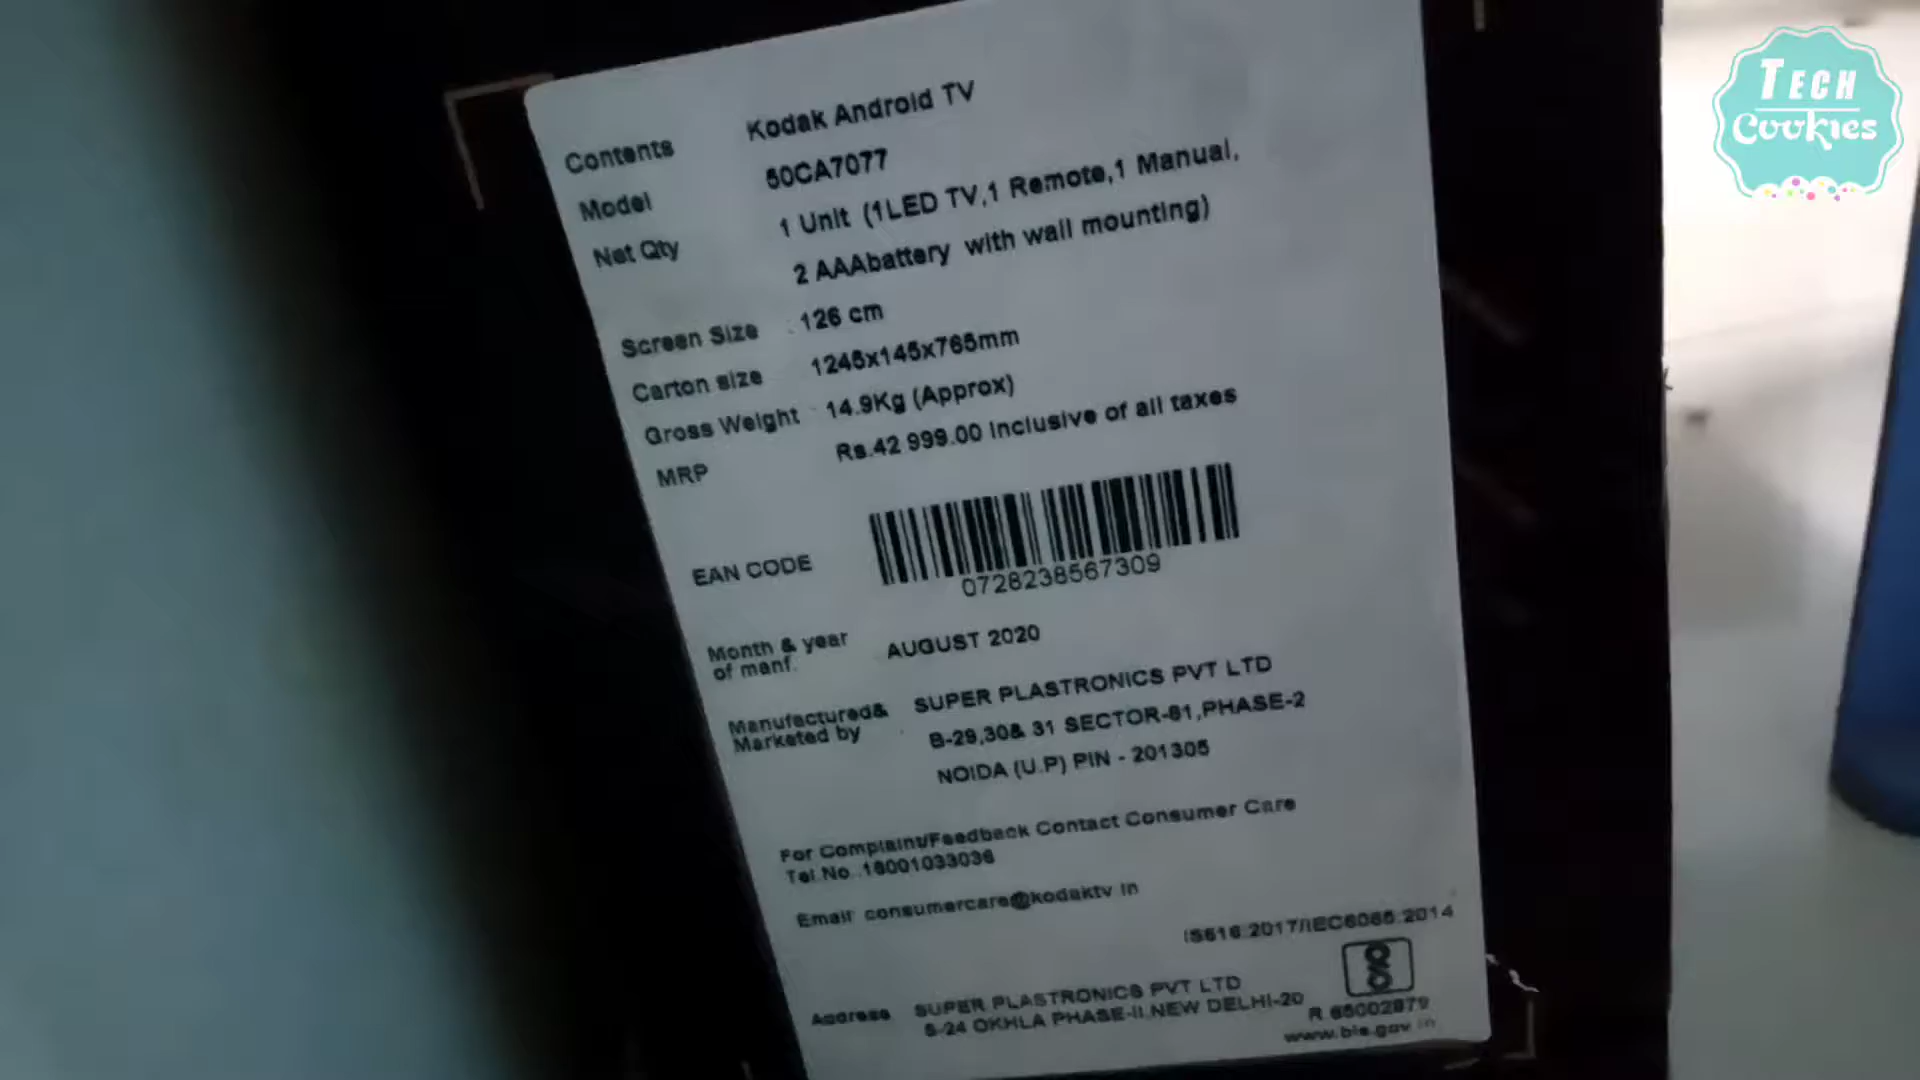 TECH
Cookies
Contents Kodak Android TV
Model 50CA7077
Net Qty 1 Unit (1LED TV,1 Remote,1 Manual,
2 AAAbattery with wall mounting)
Screen Size : 126 cm
Carton size 1245x145x765mm
Gross Weight 14.9Kg (Approx)
MRP Rs.42 999.00 inclusive of all taxes
EAN CODE
0728238567309
Month & year
of manf. AUGUST 2020
Manufactured&
Marketed by
SUPER PLASTRONICS PVT LTD
B-29,30& 31 SECTOR-81,PHASE-2
NOIDA (U.P) PIN - 201305
For Complaint/Feedback Contact Consumer Care
Tel.No.:18001033036
Email consumercare@kodaktv in
IS616:2017/IEC6065:2014
Address SUPER PLASTRONICS PVT LTD
S-24 OKHLA PHASE-II,NEW DELHI-20
www.bis.gov in